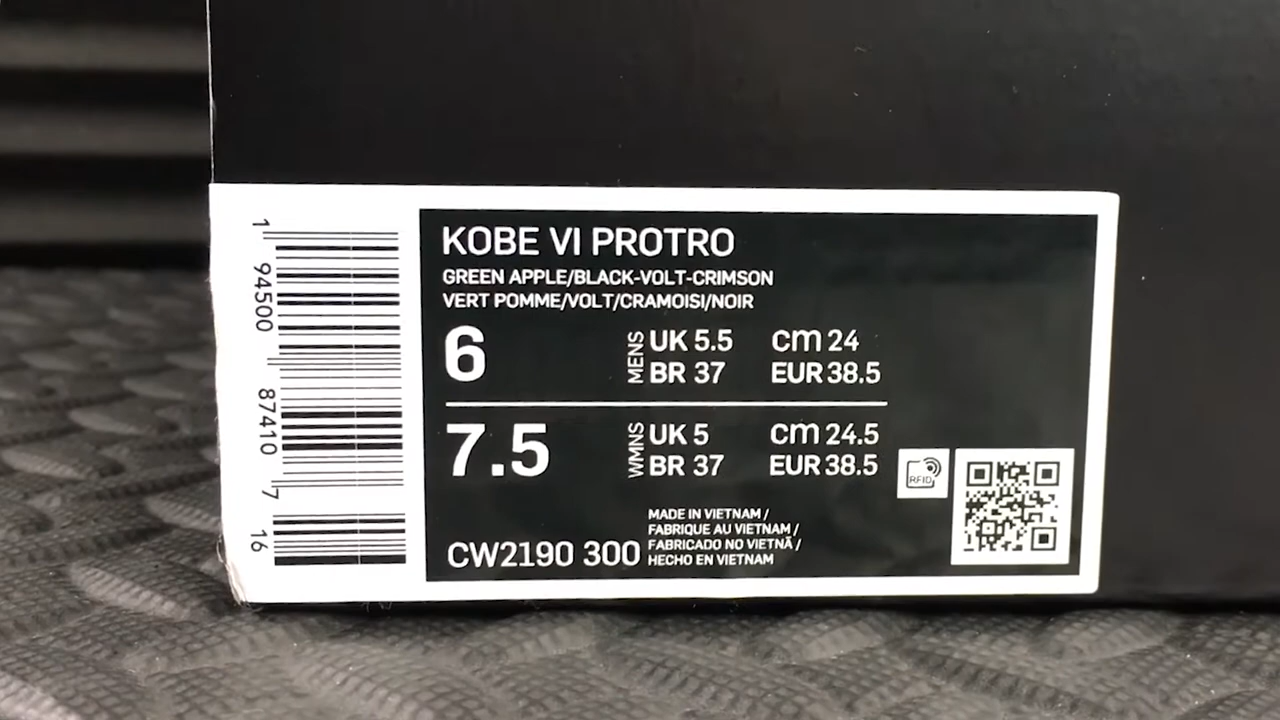 1 94500 87410 7 16
KOBE VI PROTRO
GREEN APPLE/BLACK-VOLT-CRIMSON
VERT POMME/VOLT/CRAMOISI/NOIR
6 MENS UK 5.5 cm 24
BR 37 EUR 38.5
7.5 WMNS UK 5 cm 24.5
BR 37 EUR 38.5
RFID
MADE IN VIETNAM /
FABRIQUE AU VIETNAM /
FABRICADO NO VIETNÃ /
HECHO EN VIETNAM
CW2190 300